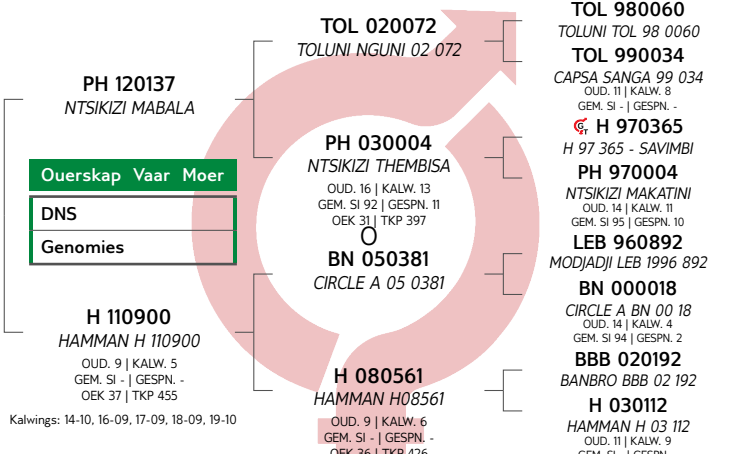 PH 120137
NTSIKIZI MABALA
Ouerskap Vaar Moer
DNS
Genomies
H 110900
HAMMAN H 110900
OUD. 9 | KALW. 5
GEM. SI - | GESPN. -
OEK 37 | TKP 455
Kalwings: 14-10, 16-09, 17-09, 18-09, 19-10
TOL 020072
TOLUNI NGUNI 02 072
PH 030004
NTSIKIZI THEMBISA
OUD. 16 | KALW. 13
GEM. SI 92 | GESPN. 11
OEK 31 | TKP 397
O
BN 050381
CIRCLE A 05 0381
H 080561
HAMMAN H08561
OUD. 9 | KALW. 6
GEM. SI - | GESPN. -
OEK 36 | TKP 426
TOL 980060
TOLUNI TOL 98 0060
TOL 990034
CAPSA SANGA 99 034
OUD. 11 | KALW. 8
GEM. SI - | GESPN. -
H 970365
H 97 365 - SAVIMBI
PH 970004
NTSIKIZI MAKATINI
OUD. 14 | KALW. 11
GEM. SI 95 | GESPN. 10
LEB 960892
MODJADJI LEB 1996 892
BN 000018
CIRCLE A BN 00 18
OUD. 14 | KALW. 4
GEM. SI 94 | GESPN. 2
BBB 020192
BANBRO BBB 02 192
H 030112
HAMMAN H 03 112
OUD. 11 | KALW. 9
GEM. SI - | GESPN. -